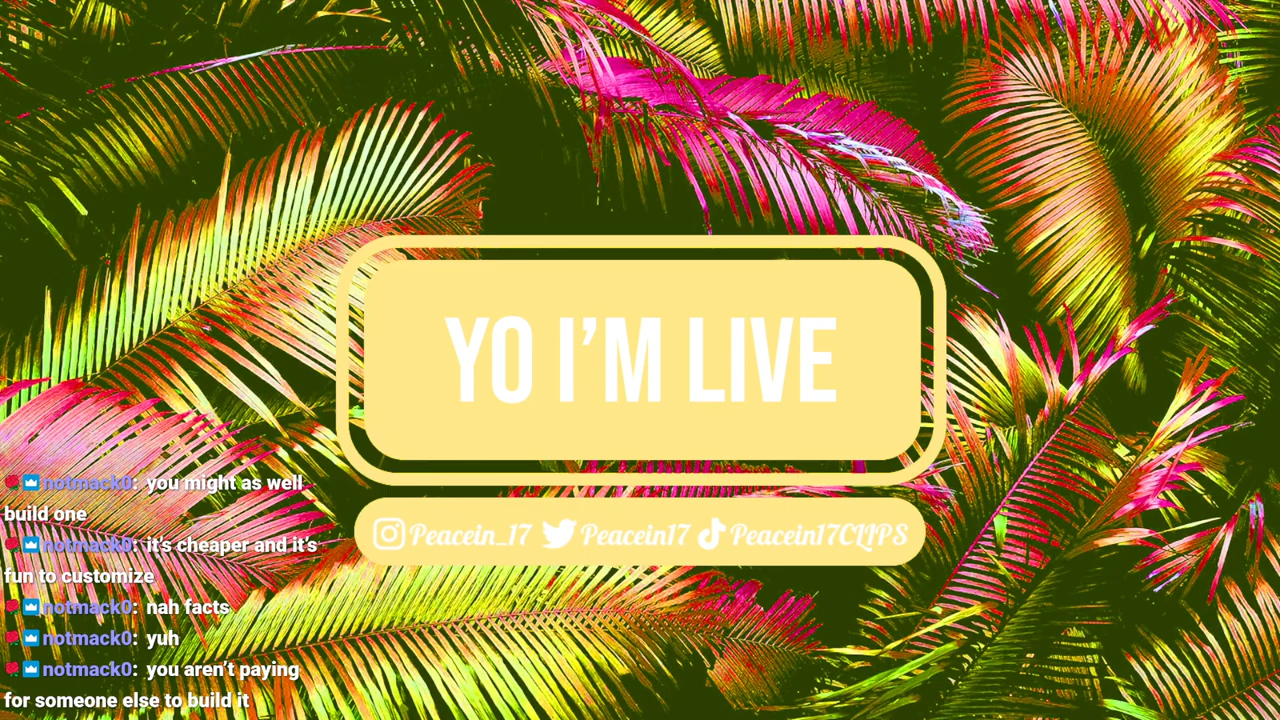 YO I'M LIVE
Peacein_17 Peacein17 Peacein17CLIPS
notmack0: you might as well
build one
notmack0: it's cheaper and it's
fun to customize
notmack0: nah facts
notmack0: yuh
notmack0: you aren't paying
for someone else to build it